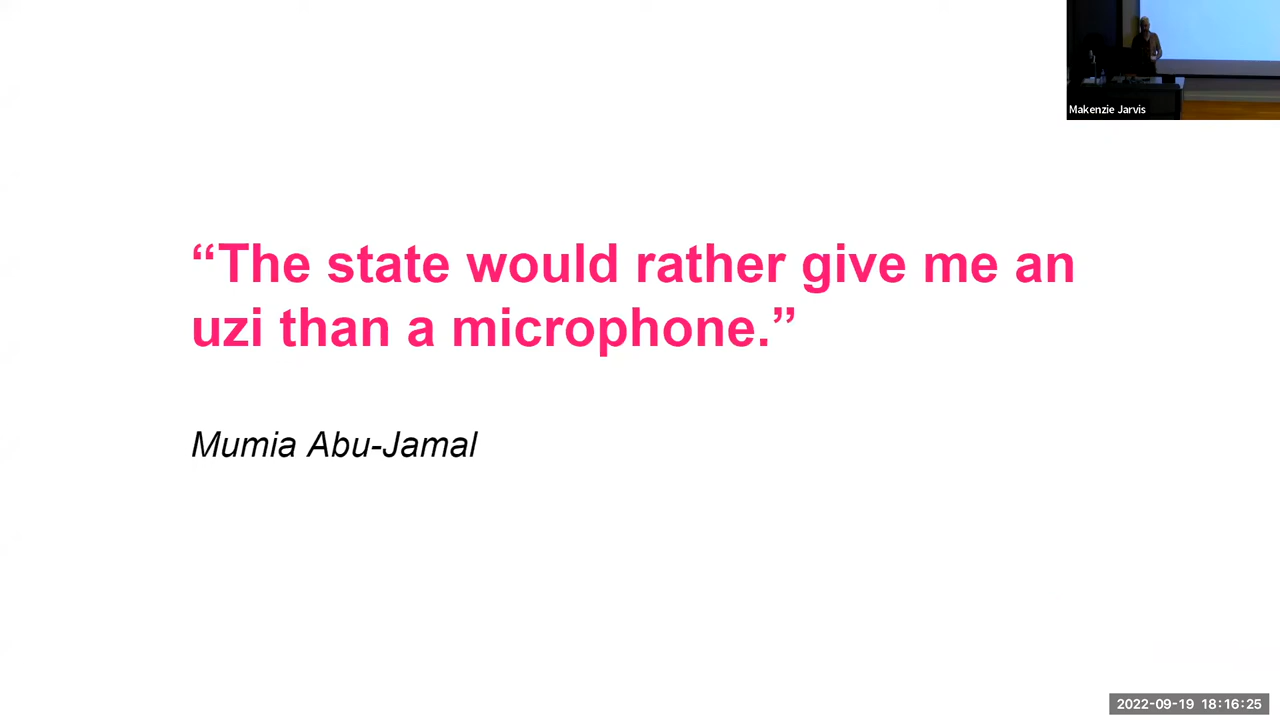 Makenzie Jarvis
“The state would rather give me an
uzi than a microphone.”
Mumia Abu-Jamal
2022-09-19 18:16:25